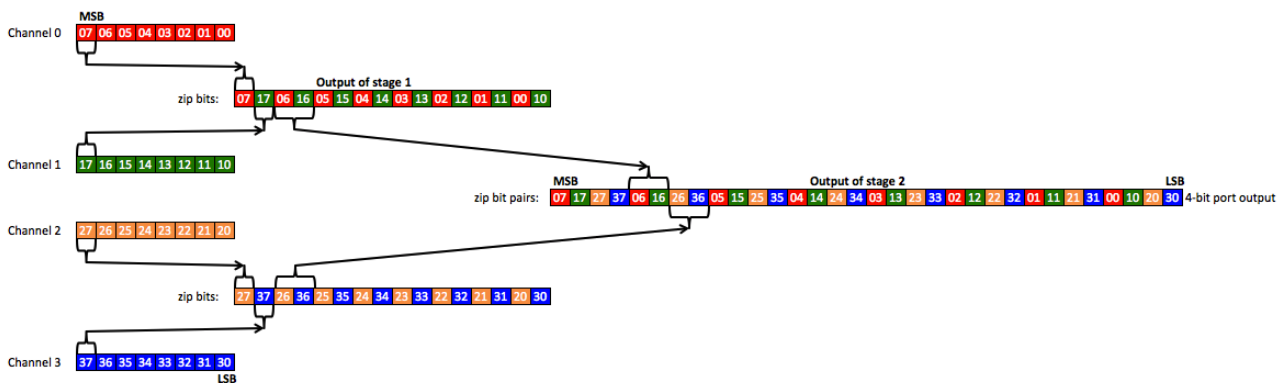 MSB
Channel 0 07 06 05 04 03 02 01 00
Output of stage 1
zip bits: 07 17 06 16 05 15 04 14 03 13 02 12 01 11 00 10
Channel 1 17 16 15 14 13 12 11 10
MSB Output of stage 2 LSB
zip bit pairs: 07 17 27 37 06 16 26 36 05 15 25 35 04 14 24 34 03 13 23 33 02 12 22 32 01 11 21 31 00 10 20 30 4-bit port output
Channel 2 27 26 25 24 23 22 21 20
zip bits: 27 37 26 36 25 35 24 34 23 33 22 32 21 31 20 30
Channel 3 37 36 35 34 33 32 31 30
LSB